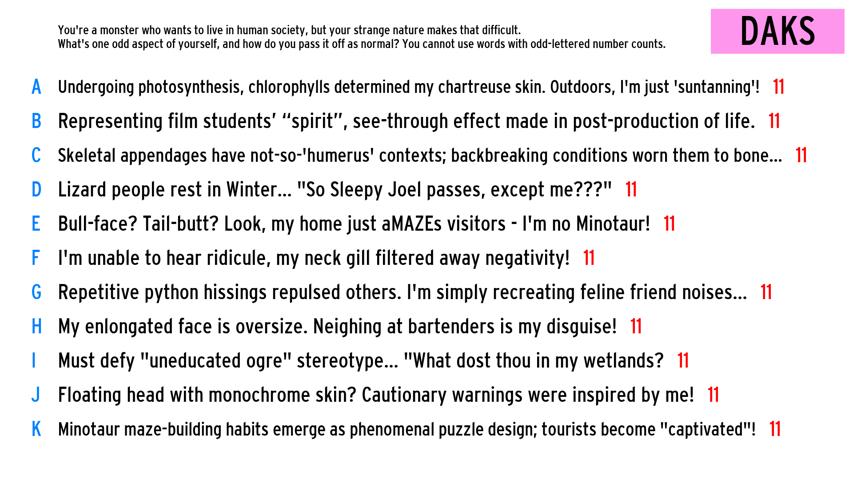 You're a monster who wants to live in human society, but your strange nature makes that difficult.
What's one odd aspect of yourself, and how do you pass it off as normal? You cannot use words with odd-lettered number counts.
DAKS
A Undergoing photosynthesis, chlorophylls determined my chartreuse skin. Outdoors, I'm just 'suntanning'! 11
B Representing film students' “spirit”, see-through effect made in post-production of life. 11
C Skeletal appendages have not-so-'humerus' contexts; backbreaking conditions worn them to bone... 11
D Lizard people rest in Winter... "So Sleepy Joel passes, except me???" 11
E Bull-face? Tail-butt? Look, my home just aMAZEs visitors - I'm no Minotaur! 11
F I'm unable to hear ridicule, my neck gill filtered away negativity! 11
G Repetitive python hissings repulsed others. I'm simply recreating feline friend noises... 11
H My enlongated face is oversize. Neighing at bartenders is my disguise! 11
I Must defy "uneducated ogre" stereotype... "What dost thou in my wetlands? 11
J Floating head with monochrome skin? Cautionary warnings were inspired by me! 11
K Minotaur maze-building habits emerge as phenomenal puzzle design; tourists become "captivated"! 11